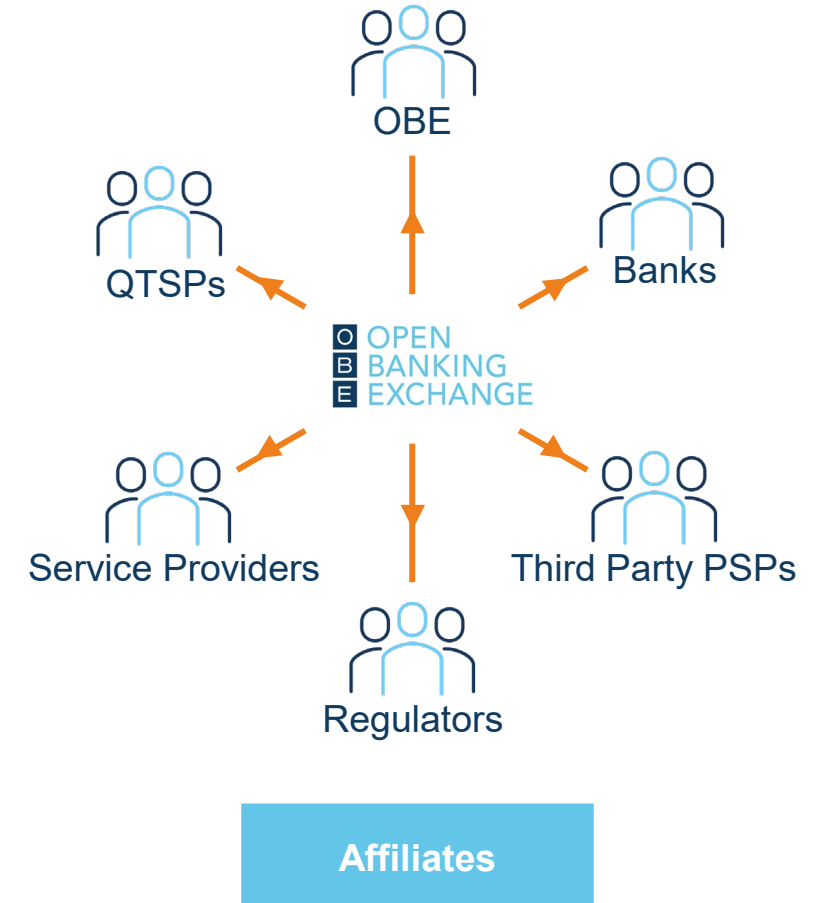 OBE
QTSPs
Banks
O OPEN
B BANKING
E EXCHANGE
Service Providers
Third Party PSPs
Regulators
Affiliates